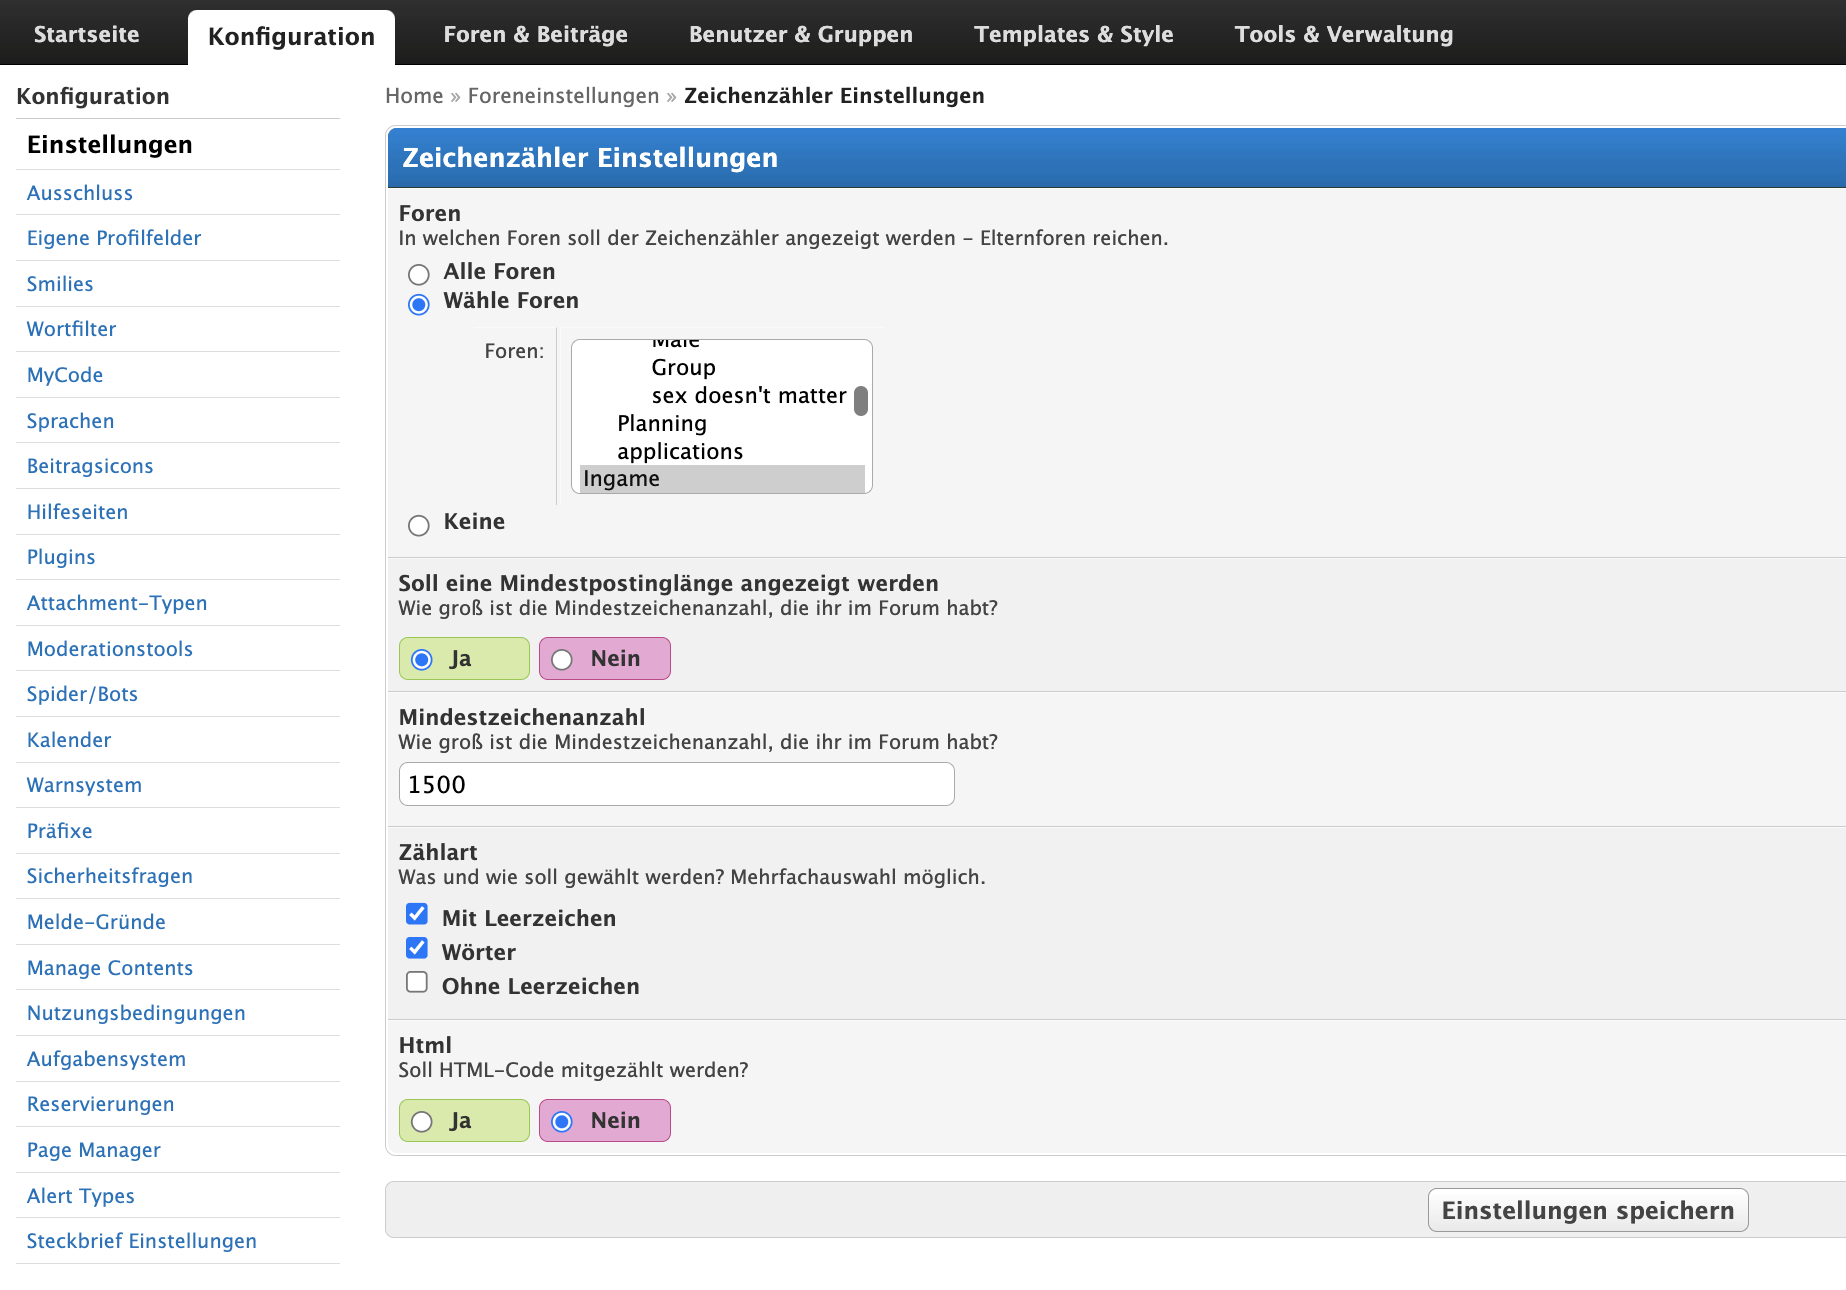 Startseite
Konfiguration
Foren & Beiträge
Benutzer & Gruppen
Templates & Style
Tools & Verwaltung
Konfiguration
Einstellungen
Ausschluss
Eigene Profilfelder
Smilies
Wortfilter
MyCode
Sprachen
Beitragsicons
Hilfeseiten
Plugins
Attachment-Typen
Moderationstools
Spider/Bots
Kalender
Warnsystem
Präfixe
Sicherheitsfragen
Melde-Gründe
Manage Contents
Nutzungsbedingungen
Aufgabensystem
Reservierungen
Page Manager
Alert Types
Steckbrief Einstellungen
Home » Foreneinstellungen » Zeichenzähler Einstellungen
Zeichenzähler Einstellungen
Foren
In welchen Foren soll der Zeichenzähler angezeigt werden – Elternforen reichen.
Alle Foren
Wähle Foren
Foren:
Male
Group
sex doesn't matter
Planning
applications
Ingame
Keine
Soll eine Mindestpostinglänge angezeigt werden
Wie groß ist die Mindestzeichenanzahl, die ihr im Forum habt?
Ja
Nein
Mindestzeichenanzahl
Wie groß ist die Mindestzeichenanzahl, die ihr im Forum habt?
1500
Zählart
Was und wie soll gewählt werden? Mehrfachauswahl möglich.
Mit Leerzeichen
Wörter
Ohne Leerzeichen
Html
Soll HTML-Code mitgezählt werden?
Ja
Nein
Einstellungen speichern